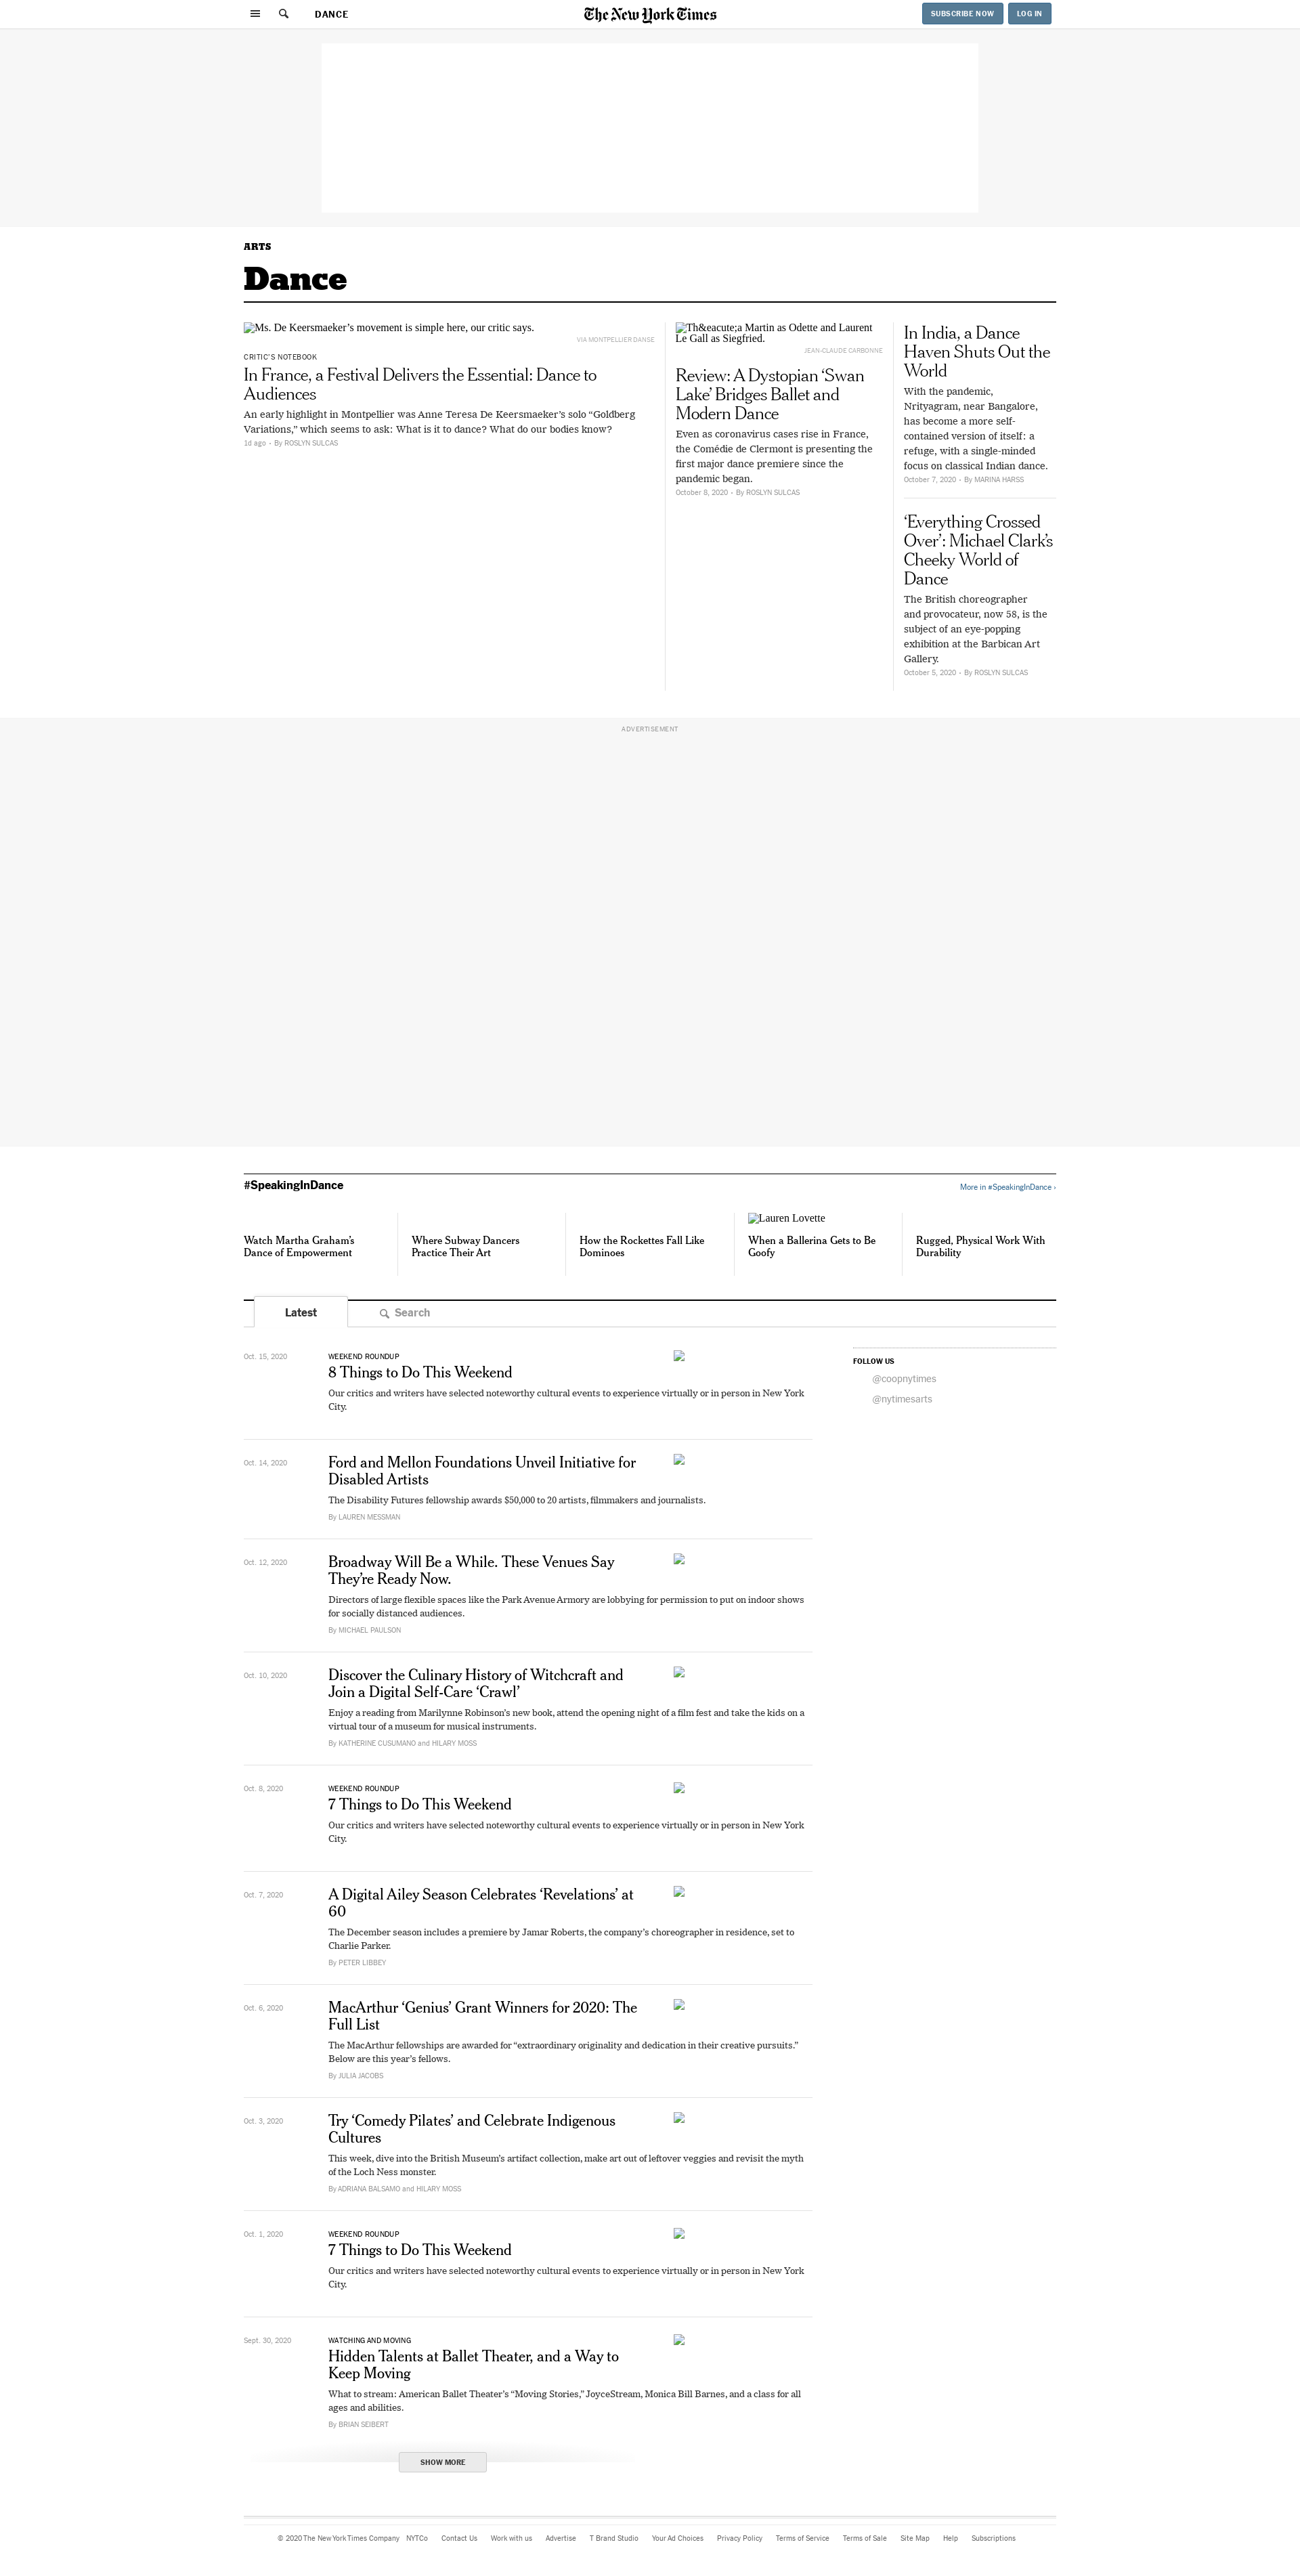 DANCE
The New York Times
SUBSCRIBE NOW
LOG IN
ARTS
Dance
Ms. De Keersmaeker’s movement is simple here, our critic says.
VIA MONTPELLIER DANSE
CRITIC’S NOTEBOOK
In France, a Festival Delivers the Essential: Dance to
Audiences
An early highlight in Montpellier was Anne Teresa De Keersmaeker’s solo “Goldberg
Variations,” which seems to ask: What is it to dance? What do our bodies know?
1d ago • By ROSLYN SULCAS
Th&eacute;a Martin as Odette and Laurent
Le Gall as Siegfried.
JEAN-CLAUDE CARBONNE
Review: A Dystopian ‘Swan
Lake’ Bridges Ballet and
Modern Dance
Even as coronavirus cases rise in France,
the Comédie de Clermont is presenting the
first major dance premiere since the
pandemic began.
October 8, 2020 • By ROSLYN SULCAS
In India, a Dance
Haven Shuts Out the
World
With the pandemic,
Nrityagram, near Bangalore,
has become a more self-
contained version of itself: a
refuge, with a single-minded
focus on classical Indian dance.
October 7, 2020 • By MARINA HARSS
‘Everything Crossed
Over’: Michael Clark’s
Cheeky World of
Dance
The British choreographer
and provocateur, now 58, is the
subject of an eye-popping
exhibition at the Barbican Art
Gallery.
October 5, 2020 • By ROSLYN SULCAS
ADVERTISEMENT
#SpeakingInDance
More in #SpeakingInDance ›
Watch Martha Graham’s
Dance of Empowerment
Where Subway Dancers
Practice Their Art
How the Rockettes Fall Like
Dominoes
Lauren Lovette
When a Ballerina Gets to Be
Goofy
Rugged, Physical Work With
Durability
Latest
Search
Oct. 15, 2020
WEEKEND ROUNDUP
8 Things to Do This Weekend
Our critics and writers have selected noteworthy cultural events to experience virtually or in person in New York
City.
FOLLOW US
@coopnytimes
@nytimesarts
Oct. 14, 2020
Ford and Mellon Foundations Unveil Initiative for
Disabled Artists
The Disability Futures fellowship awards $50,000 to 20 artists, filmmakers and journalists.
By LAUREN MESSMAN
Oct. 12, 2020
Broadway Will Be a While. These Venues Say
They’re Ready Now.
Directors of large flexible spaces like the Park Avenue Armory are lobbying for permission to put on indoor shows
for socially distanced audiences.
By MICHAEL PAULSON
Oct. 10, 2020
Discover the Culinary History of Witchcraft and
Join a Digital Self-Care ‘Crawl’
Enjoy a reading from Marilynne Robinson’s new book, attend the opening night of a film fest and take the kids on a
virtual tour of a museum for musical instruments.
By KATHERINE CUSUMANO and HILARY MOSS
Oct. 8, 2020
WEEKEND ROUNDUP
7 Things to Do This Weekend
Our critics and writers have selected noteworthy cultural events to experience virtually or in person in New York
City.
Oct. 7, 2020
A Digital Ailey Season Celebrates ‘Revelations’ at
60
The December season includes a premiere by Jamar Roberts, the company’s choreographer in residence, set to
Charlie Parker.
By PETER LIBBEY
Oct. 6, 2020
MacArthur ‘Genius’ Grant Winners for 2020: The
Full List
The MacArthur fellowships are awarded for “extraordinary originality and dedication in their creative pursuits.”
Below are this year’s fellows.
By JULIA JACOBS
Oct. 3, 2020
Try ‘Comedy Pilates’ and Celebrate Indigenous
Cultures
This week, dive into the British Museum’s artifact collection, make art out of leftover veggies and revisit the myth
of the Loch Ness monster.
By ADRIANA BALSAMO and HILARY MOSS
Oct. 1, 2020
WEEKEND ROUNDUP
7 Things to Do This Weekend
Our critics and writers have selected noteworthy cultural events to experience virtually or in person in New York
City.
Sept. 30, 2020
WATCHING AND MOVING
Hidden Talents at Ballet Theater, and a Way to
Keep Moving
What to stream: American Ballet Theater’s “Moving Stories,” JoyceStream, Monica Bill Barnes, and a class for all
ages and abilities.
By BRIAN SEIBERT
SHOW MORE
© 2020 The New York Times Company NYTCo Contact Us Work with us Advertise T Brand Studio Your Ad Choices Privacy Policy Terms of Service Terms of Sale Site Map Help Subscriptions